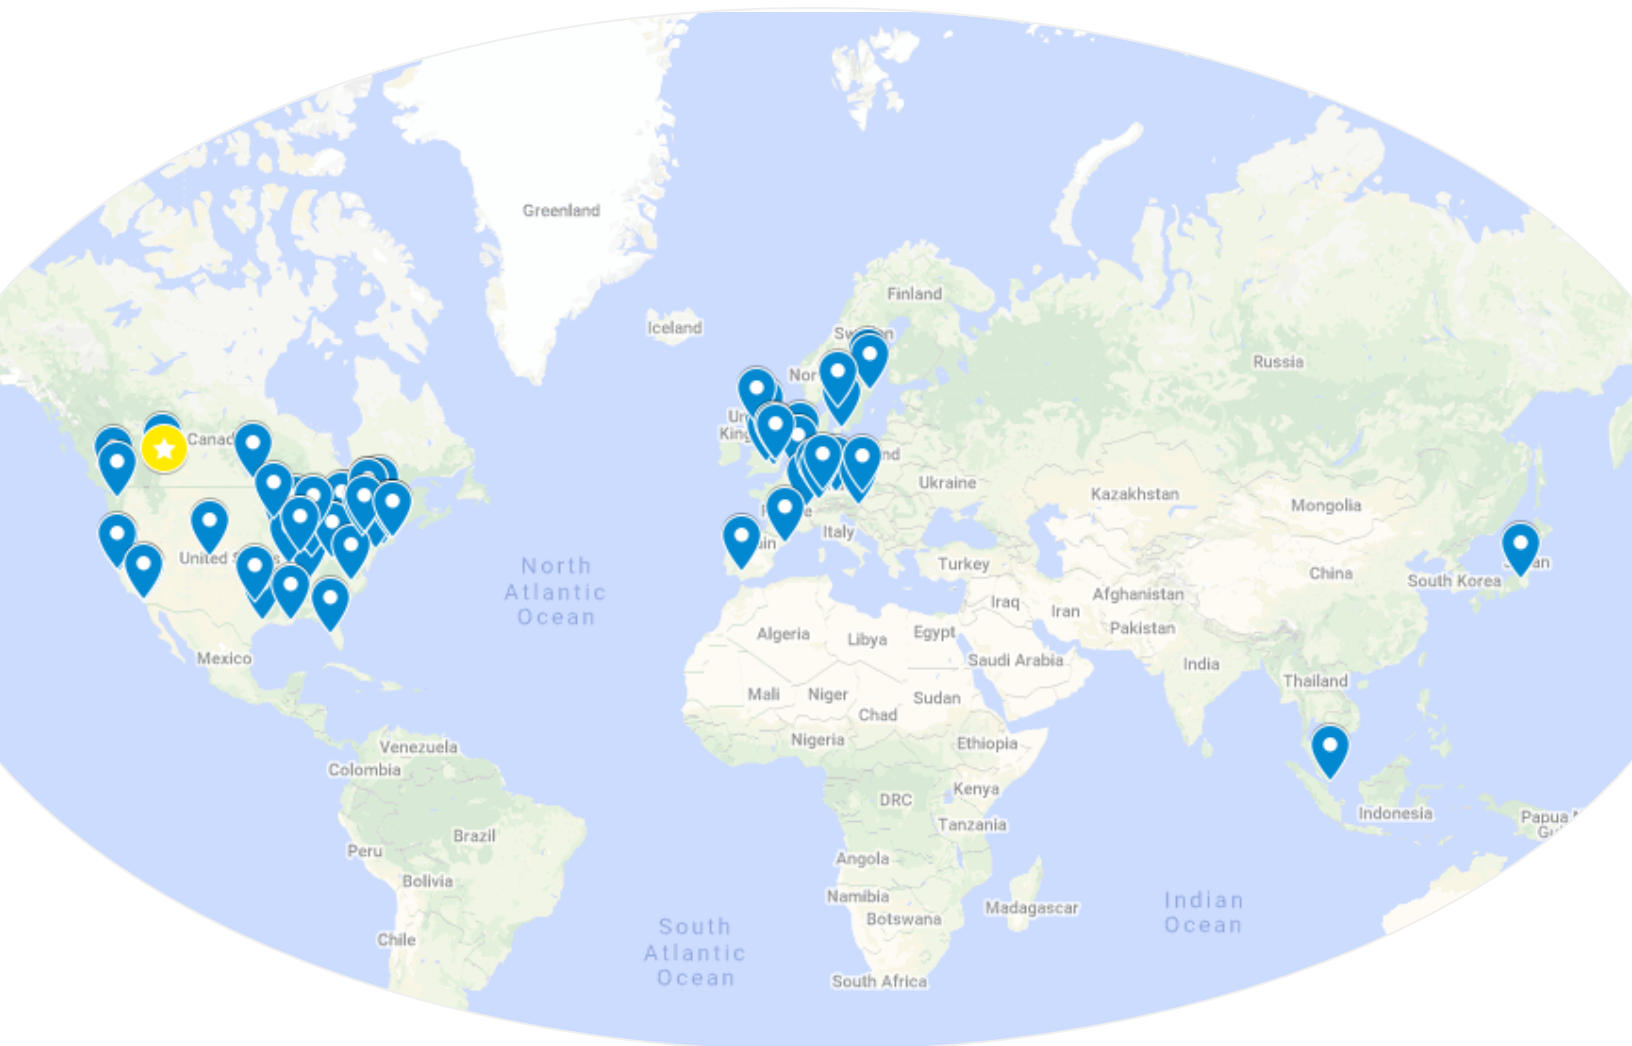 Greenland
Finland
Iceland
Russia
Ukraine
Kazakhstan
Mongolia
Italy
Turkey
China
South Korea
North
Atlantic
Ocean
Afghanistan
Iraq
Iran
Pakistan
Algeria
Libya
Egypt
Saudi Arabia
India
Mexico
Thailand
Mali
Niger
Sudan
Chad
Nigeria
Ethiopia
Venezuela
Colombia
Kenya
DRC
Indonesia
Tanzania
Papua
Brazil
Peru
Angola
Bolivia
Namibia
Madagascar
Botswana
Indian
Ocean
South
Atlantic
Ocean
Chile
South Africa